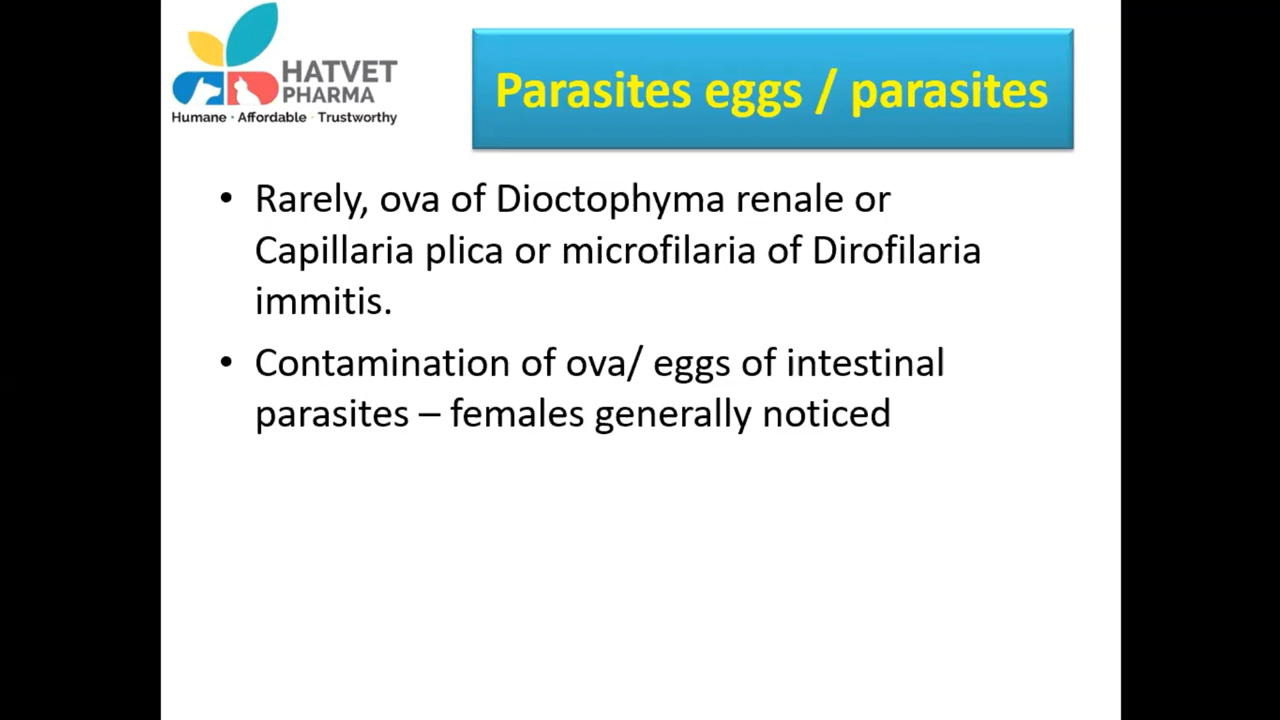 HATVET
PHARMA
Humane · Affordable · Trustworthy
Parasites eggs / parasites
• Rarely, ova of Dioctophyma renale or
Capillaria plica or microfilaria of Dirofilaria
immitis.
• Contamination of ova/ eggs of intestinal
parasites – females generally noticed